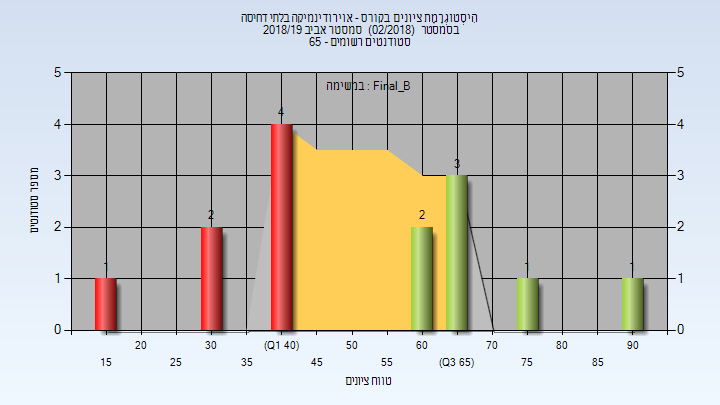 היסטוגרמת ציונים בקורס - אוירודינמיקה בלתי דחיסה
בסמסטר (02/2018) סמסטר אביב 2018/19
סטודנטים רשומים - 65
במשימה : Final_B
מספר סטודנטים
5 5
4 4
3 3
2 2
1 1
0 0
1 2 4 2 3 1 1
20 30 (Q1 40) 50 60 70 80 90
15 25 35 45 55 (Q3 65) 75 85
טווח ציונים